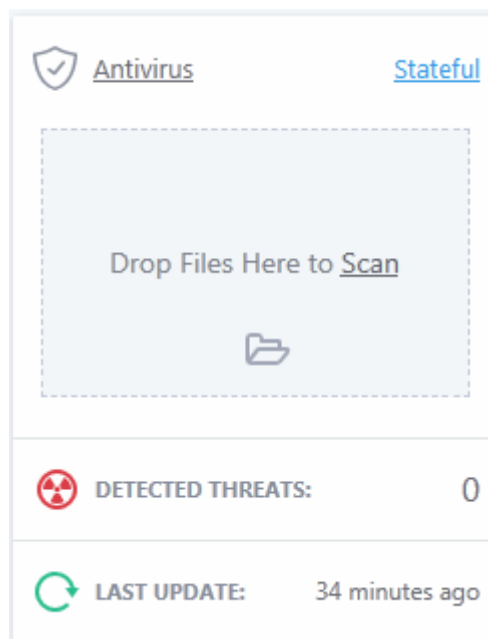 Antivirus Stateful
Drop Files Here to Scan
DETECTED THREATS: 0
LAST UPDATE: 34 minutes ago